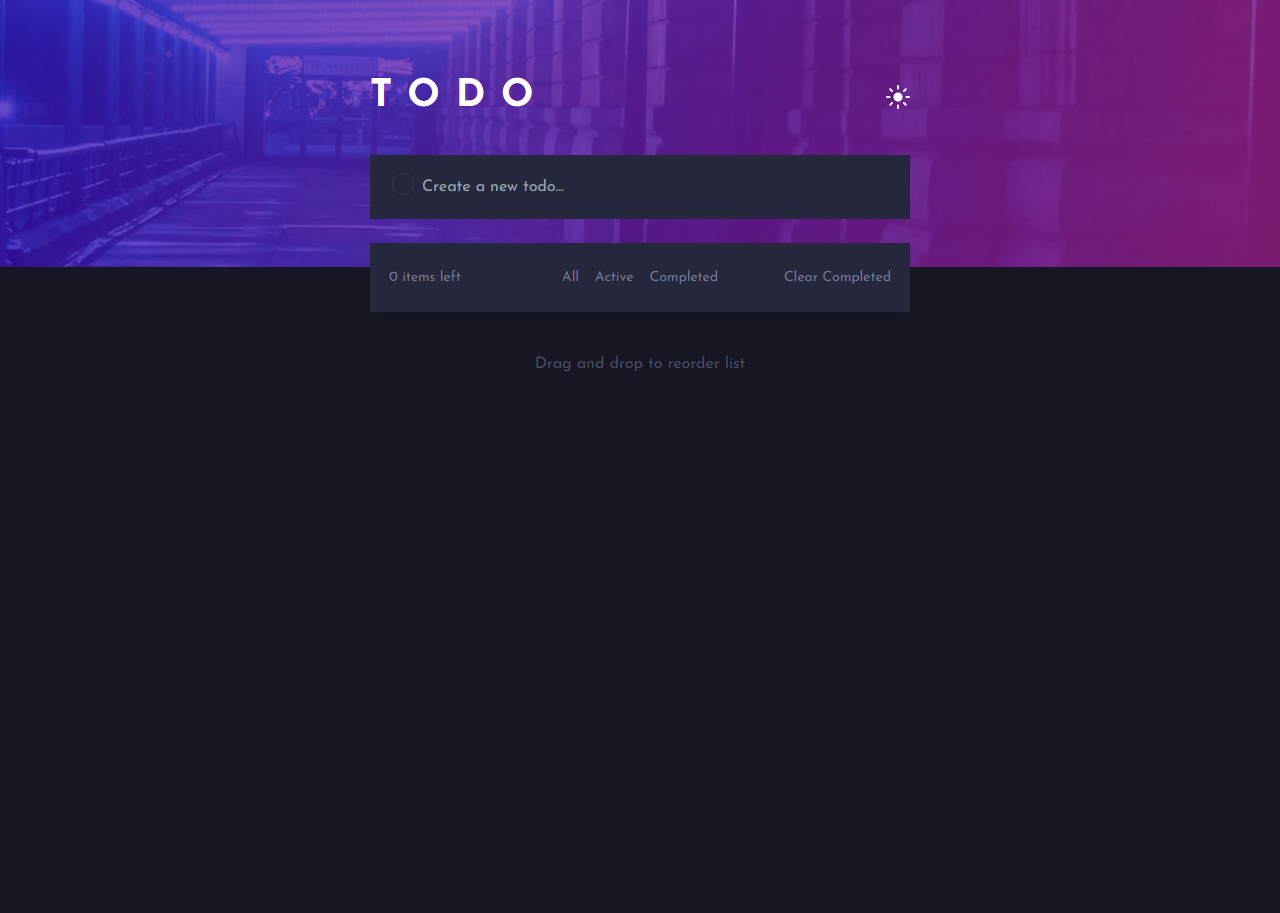 TODO
Create a new todo...
0 items left All Active Completed Clear Completed
Drag and drop to reorder list